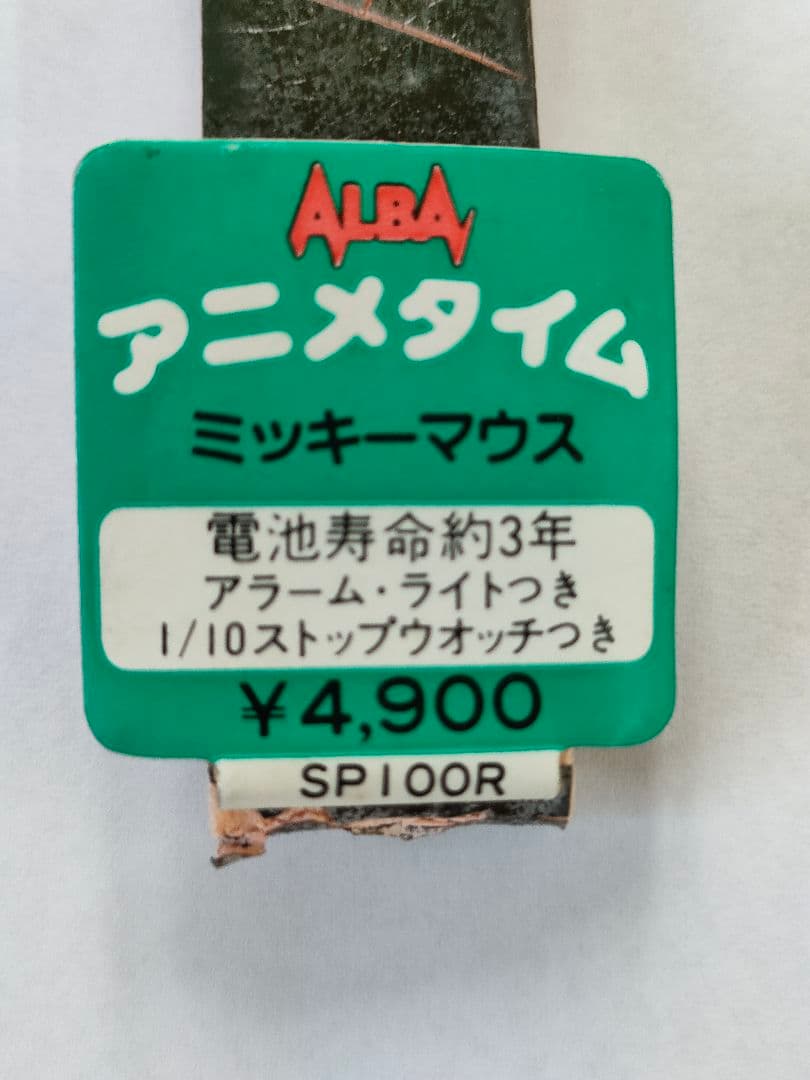 ALBA
アニメタイム
ミッキーマウス
電池寿命約3年
アラーム・ライトつき
1/10ストップウオッチつき
¥4,900
SP100R